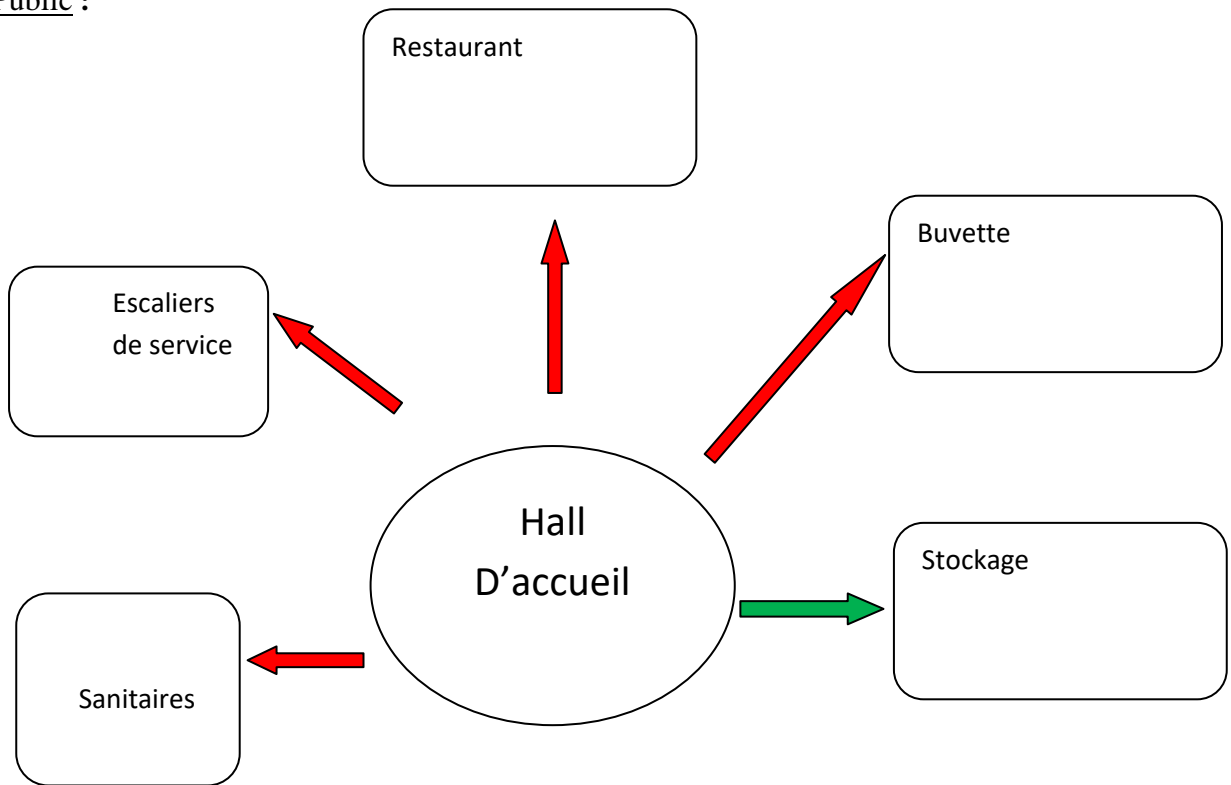 Public :
Restaurant
Buvette
Escaliers
de service
Hall
D’accueil
Stockage
Sanitaires